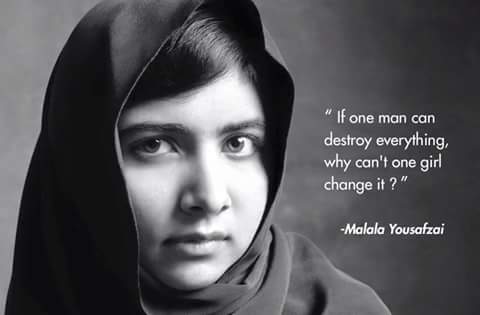 “ If one man can
destroy everything,
why can't one girl
change it ? ”
-Malala Yousafzai